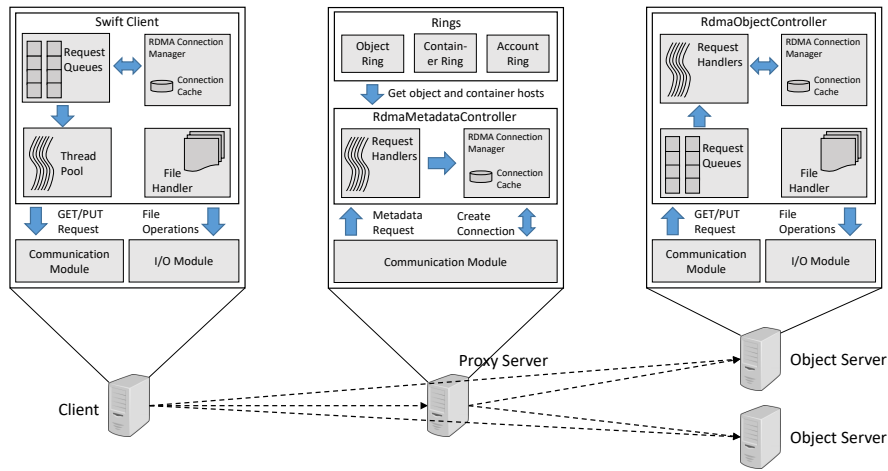 Swift Client
Request
Queues
RDMA Connection
Manager
Connection
Cache
Thread
Pool
File
Handler
GET/PUT
Request
File
Operations
Communication
Module
I/O Module
Rings
Object
Ring
Contain-
er Ring
Account
Ring
Get object and container hosts
RdmaMetadataController
Request
Handlers
RDMA Connection
Manager
Connection
Cache
Metadata
Request
Create
Connection
Communication Module
RdmaObjectController
Request
Handlers
RDMA Connection
Manager
Connection
Cache
Request
Queues
File
Handler
GET/PUT
Request
File
Operations
Communication
Module
I/O Module
Client
Proxy Server
Object Server
Object Server